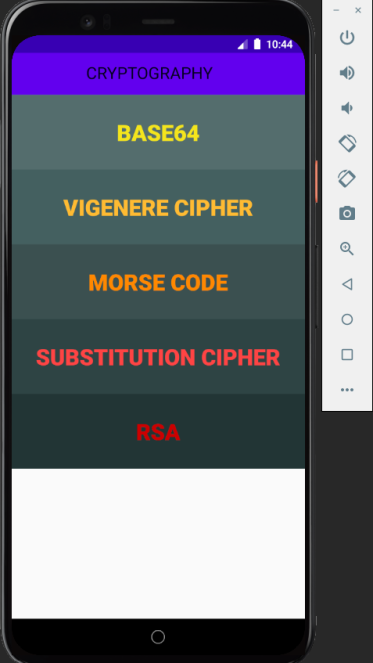 10:44
CRYPTOGRAPHY
BASE64
VIGENERE CIPHER
MORSE CODE
SUBSTITUTION CIPHER
RSA